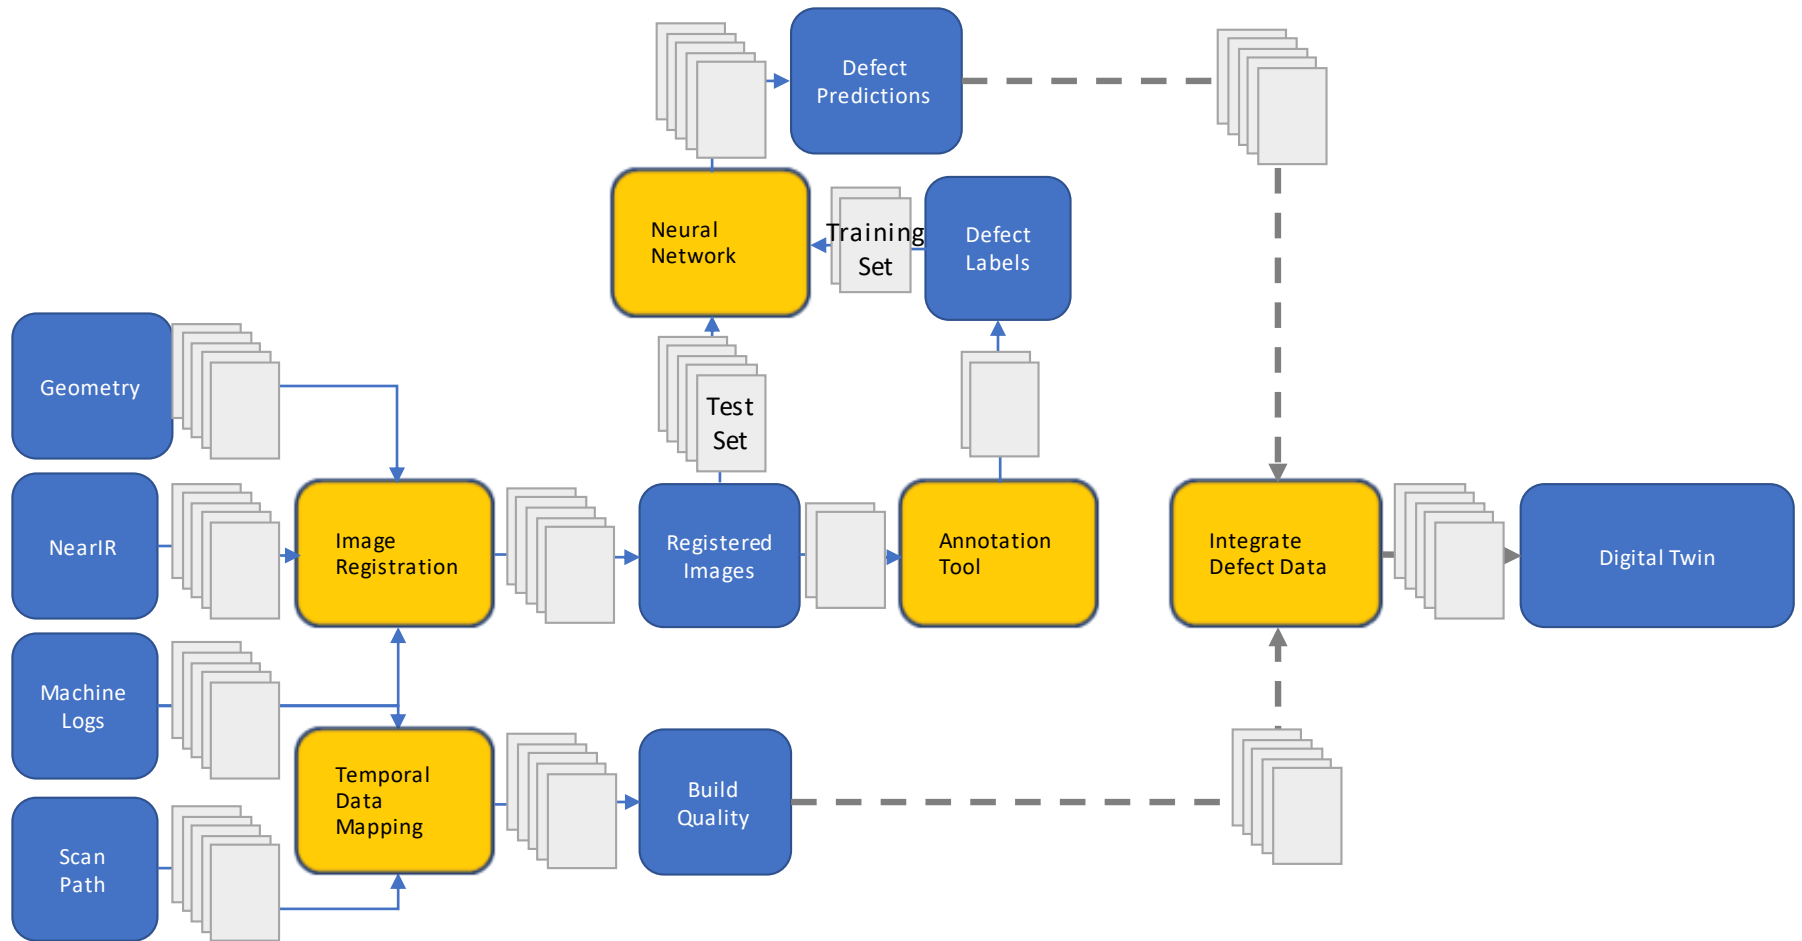 Defect
Predictions
Neural
Network
Training
Set
Defect
Labels
Geometry
Test
Set
NearIR
Image
Registration
Registered
Images
Annotation
Tool
Integrate
Defect Data
Digital Twin
Machine
Logs
Temporal
Data
Mapping
Build
Quality
Scan
Path